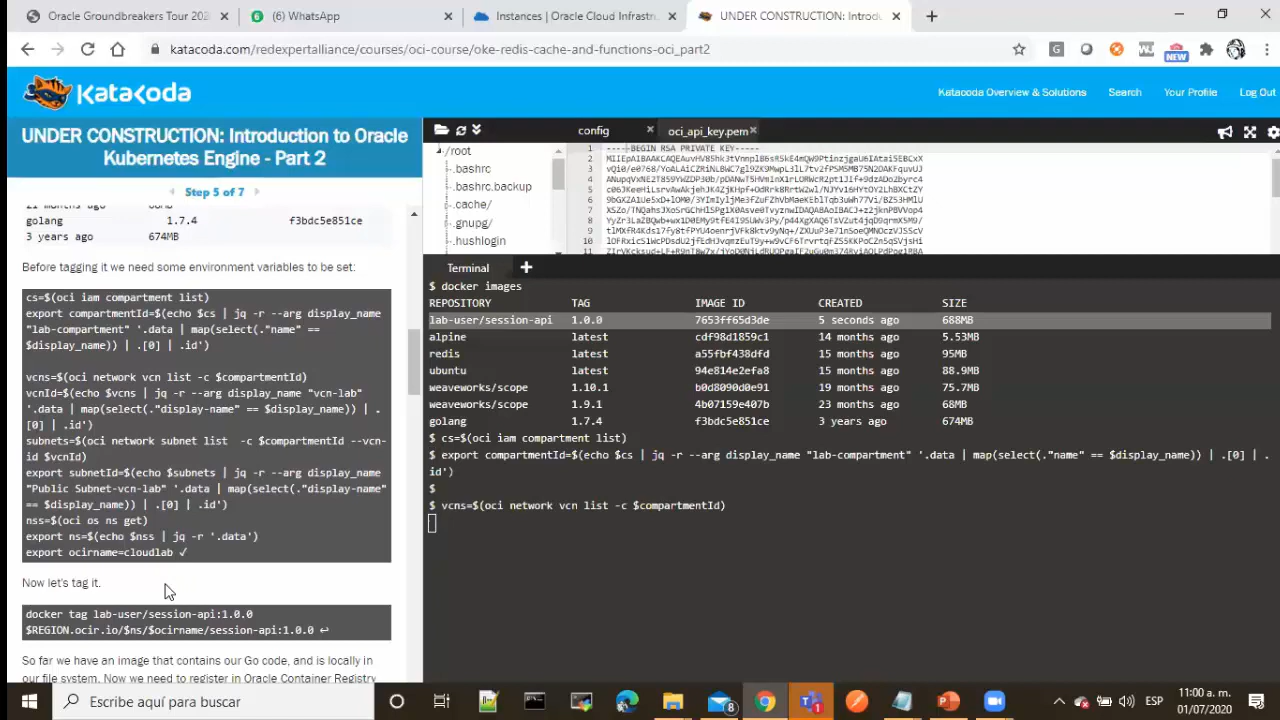 Oracle Groundbreakers Tour 202
(6) WhatsApp
Instances | Oracle Cloud Infrastru
UNDER CONSTRUCTION: Introdu
katacoda.com/redexpertalliance/courses/oci-course/oke-redis-cache-and-functions-oci_part2
NEW
KataCoda
Katacoda Overview & Solutions
Search
Your Profile
Log Out
UNDER CONSTRUCTION: Introduction to Oracle
Kubernetes Engine - Part 2
Step 5 of 7
21 months ago 68MB
golang 1.7.4 f3bdc5e851ce
3 years ago 674MB
Before tagging it we need some environment variables to be set:
cs=$(oci iam compartment list)
export compartmentId=$(echo $cs | jq -r --arg display_name
"lab-compartment" '.data | map(select(."name" ==
$display_name)) | .[0] | .id')
vcns=$(oci network vcn list -c $compartmentId)
vcnId=$(echo $vcns | jq -r --arg display_name "vcn-lab"
'.data | map(select(."display-name" == $display_name)) | .
[0] | .id')
subnets=$(oci network subnet list -c $compartmentId --vcn-
id $vcnId)
export subnetId=$(echo $subnets | jq -r --arg display_name
"Public Subnet-vcn-lab" '.data | map(select(."display-name"
== $display_name)) | .[0] | .id')
nss=$(oci os ns get)
export ns=$(echo $nss | jq -r '.data')
export ocirname=cloudlab ✓
Now let's tag it.
docker tag lab-user/session-api:1.0.0
$REGION.ocir.io/$ns/$ocirname/session-api:1.0.0 ↩
So far we have an image that contains our Go code, and is locally in
our file system. Now we need to register in Oracle Container Registry
/root
.bashrc
.bashrc.backup
.cache/
.gnupg/
.hushlogin
config
oci_api_key.pem
1 -----BEGIN RSA PRIVATE KEY-----
2
3
4
5
6
7
8
9
10
11
Terminal
$ docker images
REPOSITORY TAG IMAGE ID CREATED SIZE
lab-user/session-api 1.0.0 7653ff65d3de 5 seconds ago 688MB
alpine latest cdf98d1859c1 14 months ago 5.53MB
redis latest a55fbf438dfd 15 months ago 95MB
ubuntu latest 94e814e2efa8 15 months ago 88.9MB
weaveworks/scope 1.10.1 b0d8090d0e91 19 months ago 75.7MB
weaveworks/scope 1.9.1 4b07159e407b 23 months ago 68MB
golang 1.7.4 f3bdc5e851ce 3 years ago 674MB
$ cs=$(oci iam compartment list)
$ export compartmentId=$(echo $cs | jq -r --arg display_name "lab-compartment" '.data | map(select(."name" == $display_name)) | .[0] | .
id')
$
$ vcns=$(oci network vcn list -c $compartmentId)
Escribe aquí para buscar
ESP
11:00 a. m.
01/07/2020